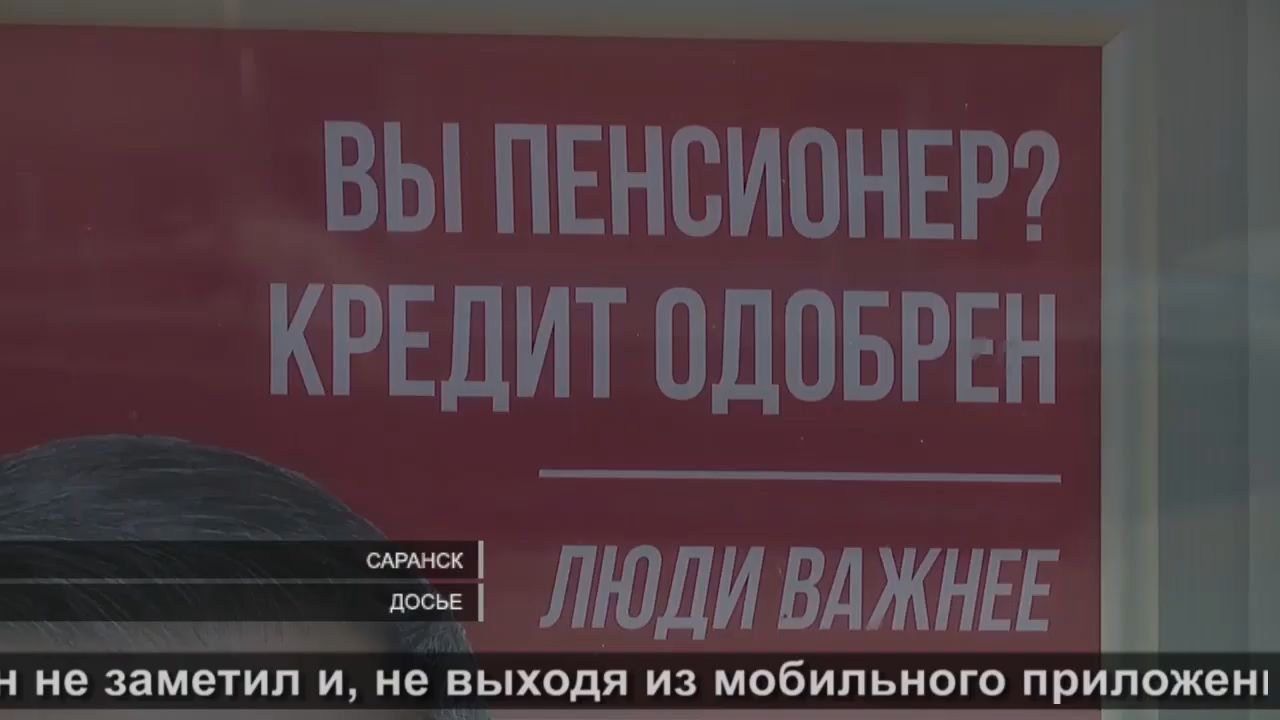 ВЫ ПЕНСИОНЕР?
КРЕДИТ ОДОБРЕН
ЛЮДИ ВАЖНЕЕ
САРАНСК
ДОСЬЕ
не заметил и, не выходя из мобильного